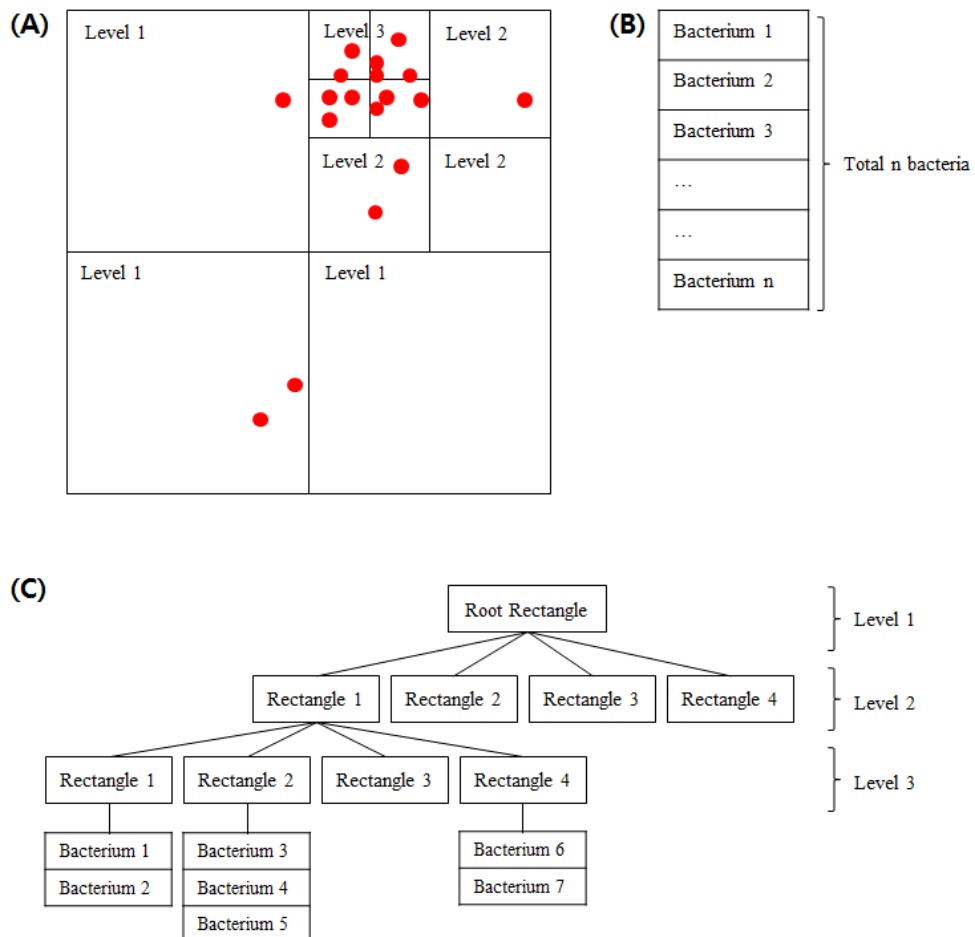 (A)
Level 1
Level 3
Level 2
Level 2
Level 2
Level 1
Level 1
(B)
Bacterium 1
Bacterium 2
Bacterium 3
...
...
Bacterium n
Total n bacteria
(C)
Root Rectangle
Level 1
Rectangle 1
Rectangle 2
Rectangle 3
Rectangle 4
Level 2
Rectangle 1
Rectangle 2
Rectangle 3
Rectangle 4
Level 3
Bacterium 1
Bacterium 3
Bacterium 6
Bacterium 2
Bacterium 4
Bacterium 7
Bacterium 5